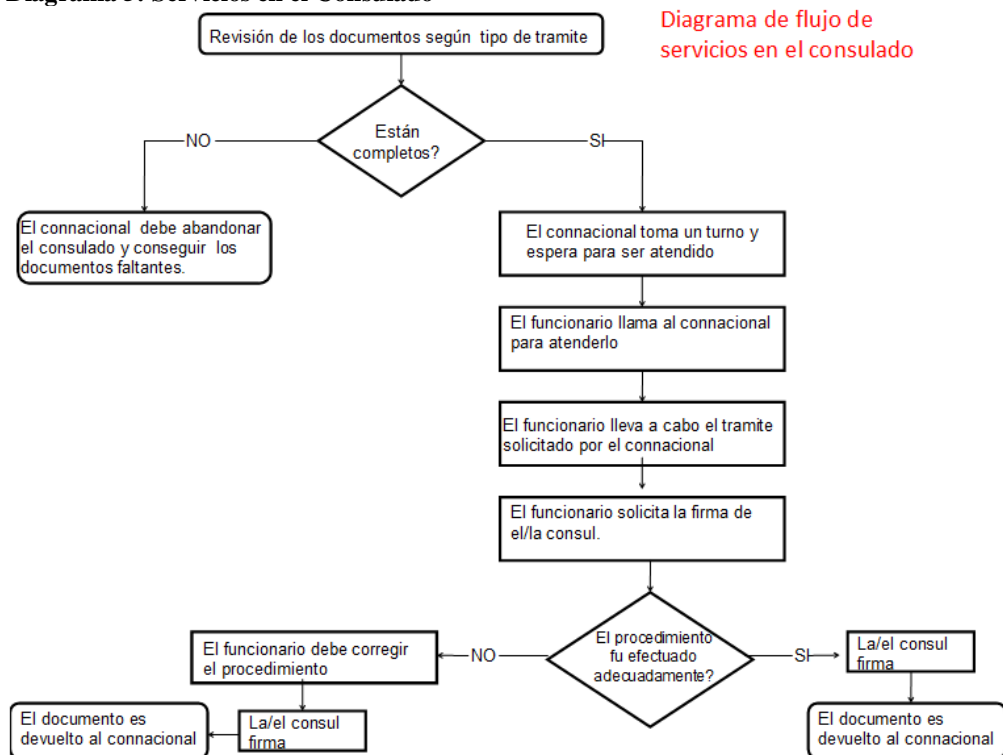 Diagrama de flujo de
servicios en el consulado
Revisión de los documentos según tipo de tramite
Están
completos?
NO
SI
El connacional debe abandonar
el consulado y conseguir los
documentos faltantes.
El connacional toma un turno y
espera para ser atendido
El funcionario llama al connacional
para atenderlo
El funcionario lleva a cabo el tramite
solicitado por el connacional
El funcionario solicita la firma de
el/la consul.
El procedimiento
fu efectuado
adecuadamente?
NO
SI
El funcionario debe corregir
el procedimiento
La/el consul
firma
El documento es
devuelto al connacional
La/el consul
firma
El documento es
devuelto al connacional